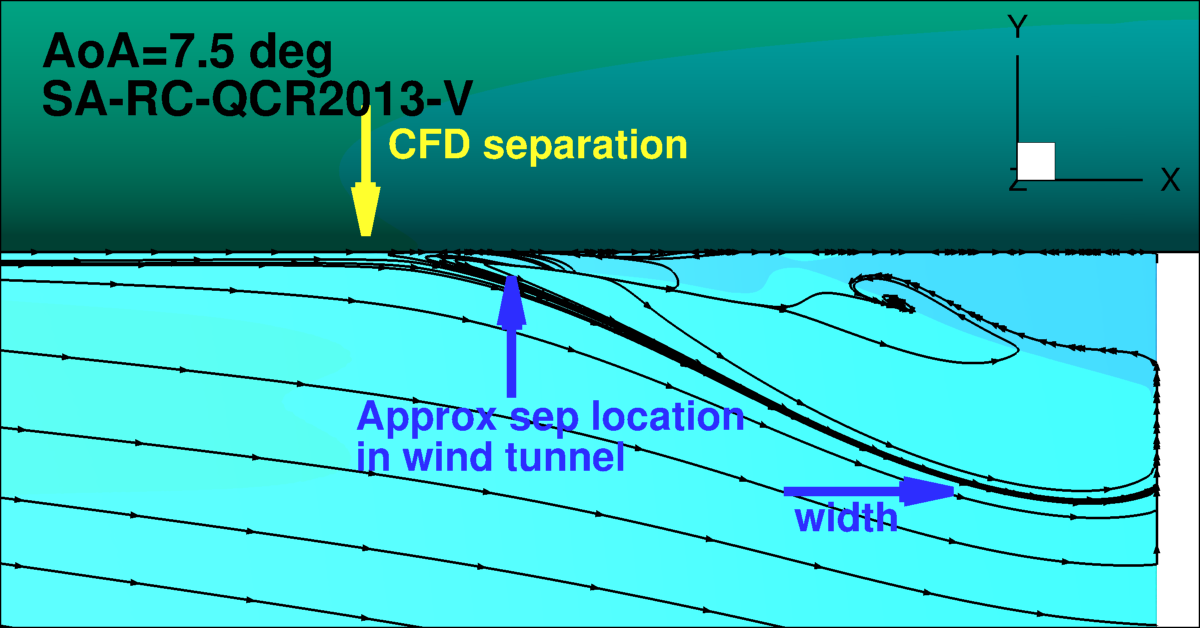 AoA=7.5 deg
SA-RC-QCR2013-V
CFD separation
Y
Z
X
Approx sep location
in wind tunnel
width